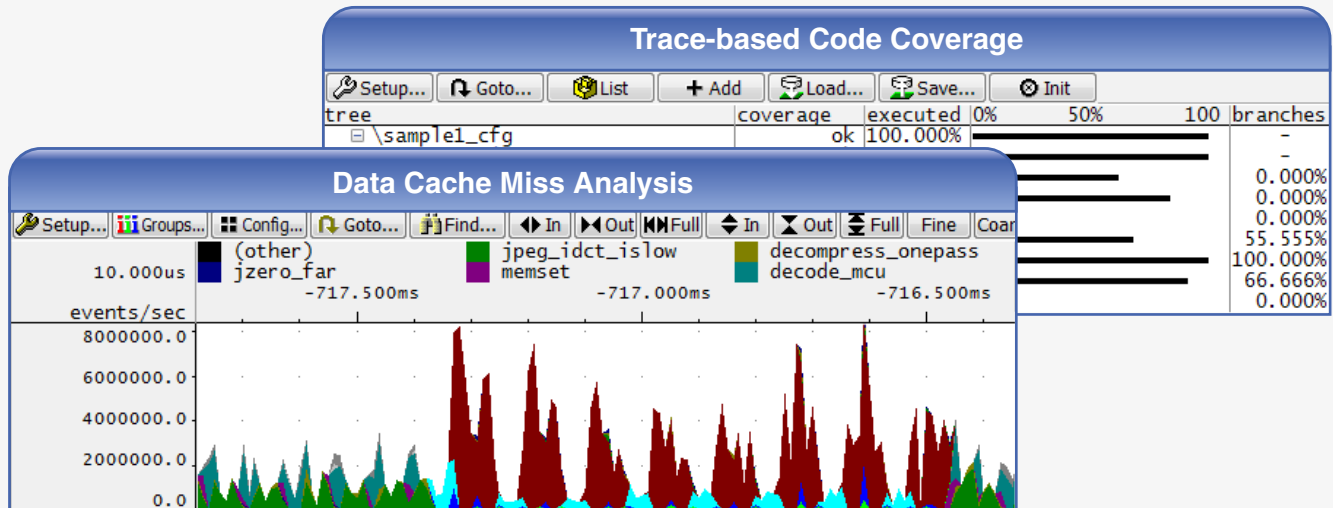 Trace-based Code Coverage
Setup... Goto... List Add Load... Save... Init
tree coverage executed 0% 50% 100 branches
\sample1_cfg ok 100.000% -
-
0.000%
0.000%
0.000%
55.555%
100.000%
66.666%
0.000%
Data Cache Miss Analysis
Setup... Groups... Config... Goto... Find... In Out Full In Out Full Fine Coar
(other) jpeg_idct_islow decompress_onepass
10.000us jzero_far memset decode_mcu
-717.500ms -717.000ms -716.500ms
events/sec
8000000.0
6000000.0
4000000.0
2000000.0
0.0